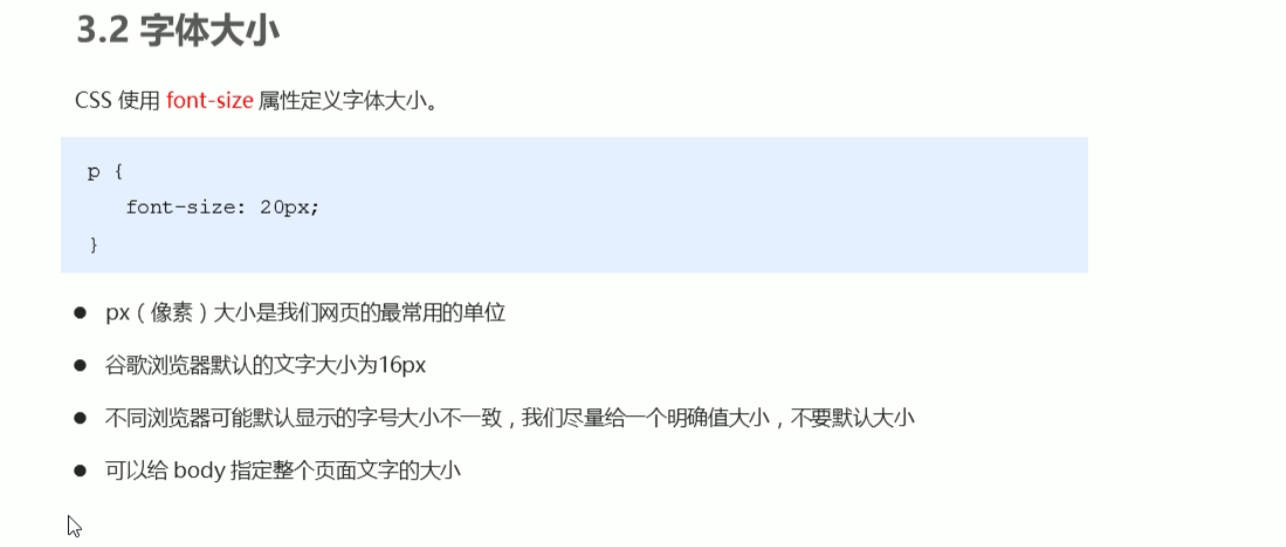 3.2 字体大小
CSS 使用 font-size 属性定义字体大小。
p {
font-size: 20px;
}
● px（像素）大小是我们网页的最常用的单位
● 谷歌浏览器默认的文字大小为16px
● 不同浏览器可能默认显示的字号大小不一致，我们尽量给一个明确值大小，不要默认大小
● 可以给 body 指定整个页面文字的大小